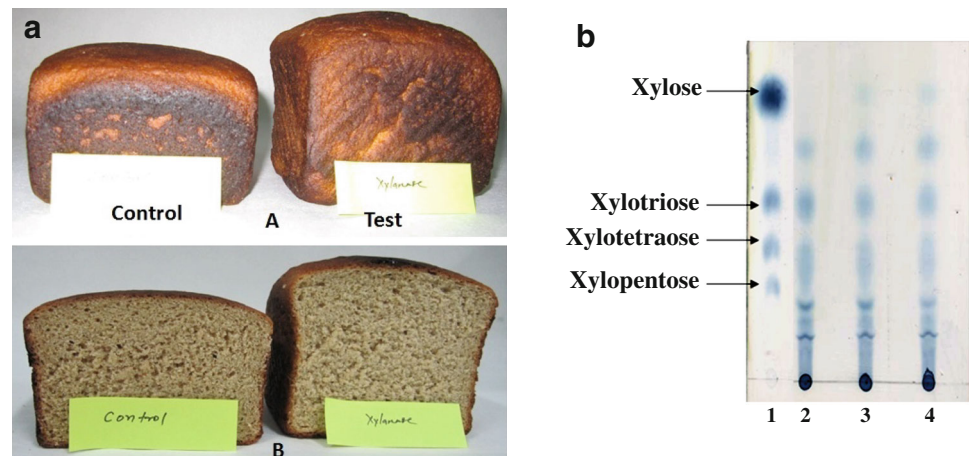 a
Control
A
Xylanase
Test
Control
B
Xylanase
b
Xylose
Xylotriose
Xylotetraose
Xylopentose
1 2 3 4